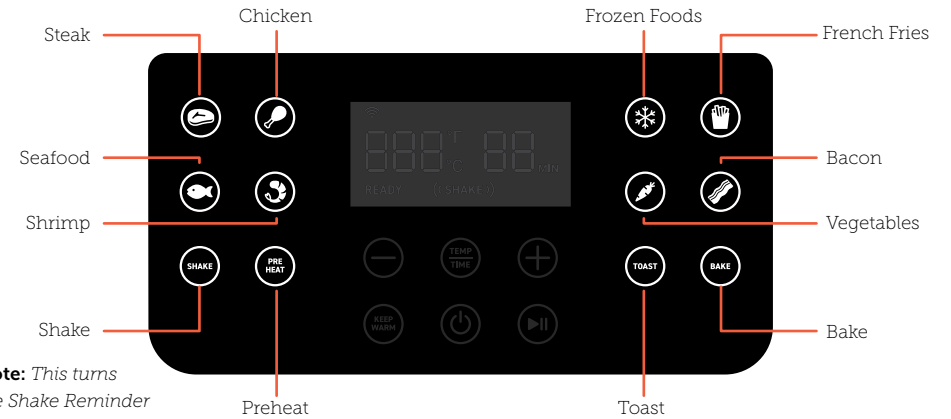 Chicken
Frozen Foods
Steak
French Fries
888 F
C 88 MIN
READY ((SHAKE))
Seafood
Bacon
Shrimp
Vegetables
TEMP
TIME
SHAKE
PRE
HEAT
TOAST
BAKE
KEEP
WARM
Shake
Bake
This turns
Shake Reminder
Preheat
Toast